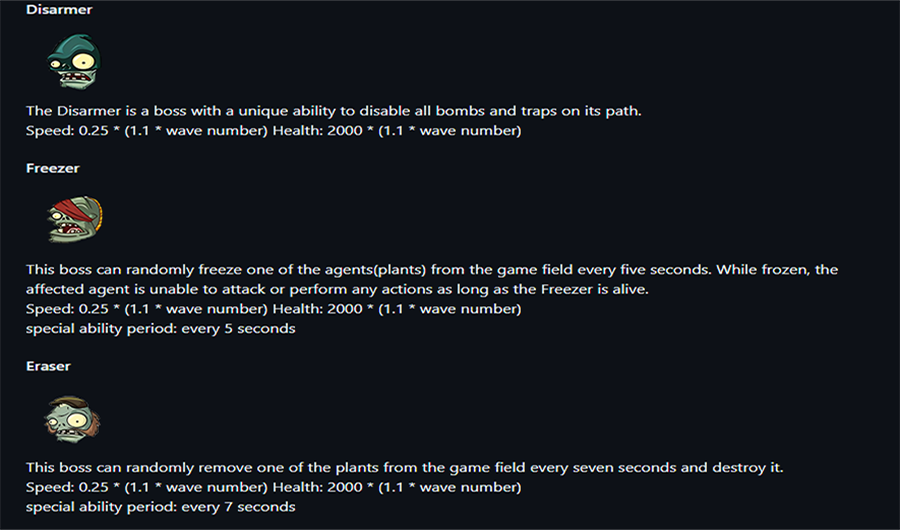 Disarmer
The Disarmer is a boss with a unique ability to disable all bombs and traps on its path.
Speed: 0.25 * (1.1 * wave number) Health: 2000 * (1.1 * wave number)
Freezer
This boss can randomly freeze one of the agents(plants) from the game field every five seconds. While frozen, the
affected agent is unable to attack or perform any actions as long as the Freezer is alive.
Speed: 0.25 * (1.1 * wave number) Health: 2000 * (1.1 * wave number)
special ability period: every 5 seconds
Eraser
This boss can randomly remove one of the plants from the game field every seven seconds and destroy it.
Speed: 0.25 * (1.1 * wave number) Health: 2000 * (1.1 * wave number)
special ability period: every 7 seconds